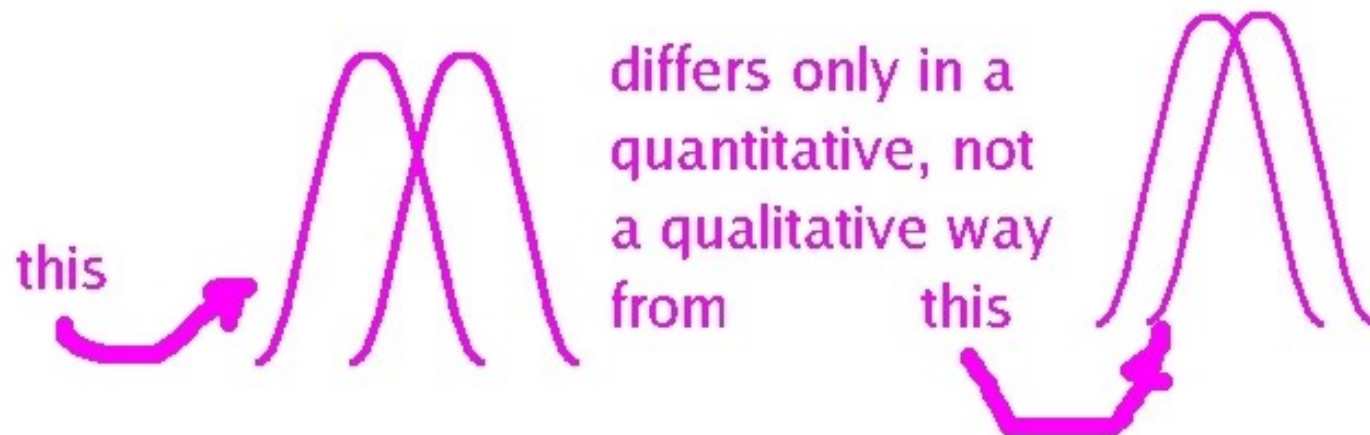 this
differs only in a
quantitative, not
a qualitative way
from this